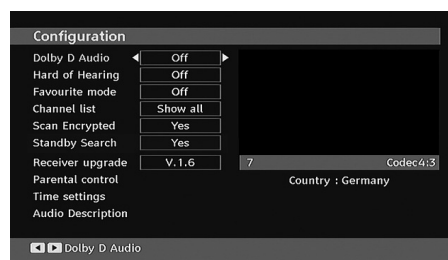 Configuration
Dolby D Audio Off
Hard of Hearing Off
Favourite mode Off
Channel list Show all
Scan Encrypted Yes
Standby Search Yes
Receiver upgrade V.1.6
Parental control
Time settings
Audio Description
7 Codec4:3
Country : Germany
Dolby D Audio